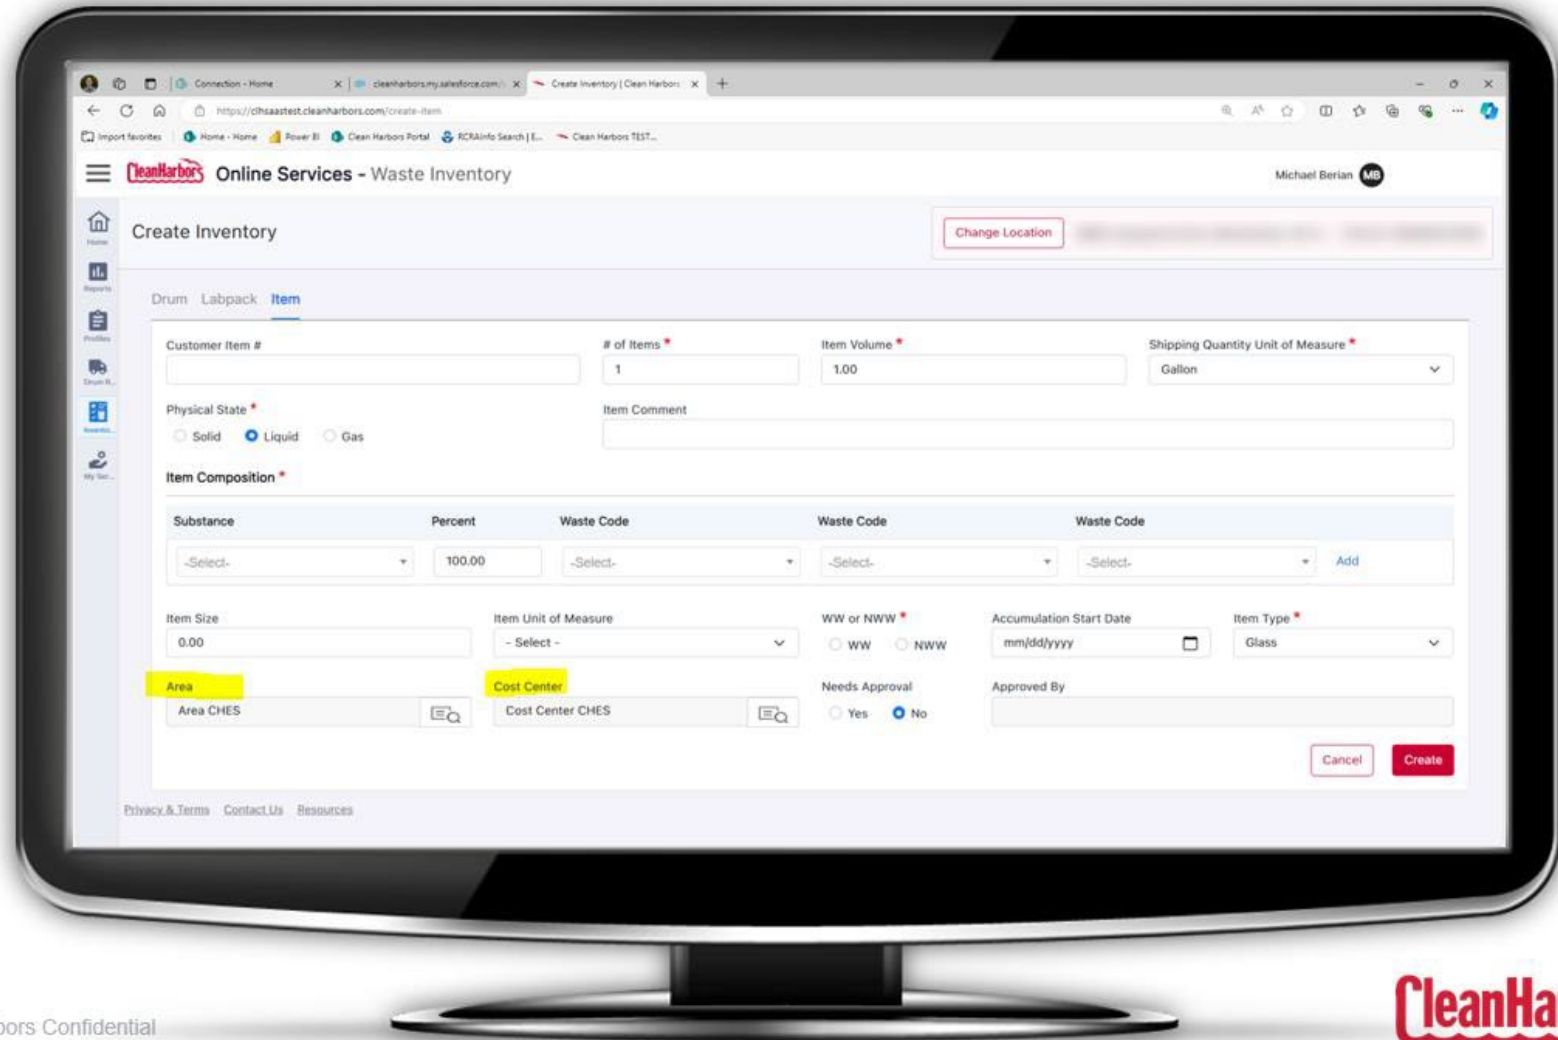 Connection - Home
cleanharbors.my.salesforce.com/
Create Inventory | Clean Harbors
https://clhsaastest.cleanharbors.com/create-item
Import favorites
Home - Home
Power BI
Clean Harbors Portal
RCRAInfo Search | E...
Clean Harbors TEST...
CleanHarbors
Online Services - Waste Inventory
Michael Berian MB
Home
Reports
Profiles
Drum R...
Inventor...
My Ser...
Create Inventory
Change Location
Drum Labpack Item
Customer Item #
# of Items *
1
Item Volume *
1.00
Shipping Quantity Unit of Measure *
Gallon
Physical State *
Solid Liquid Gas
Item Comment
Item Composition *
Substance Percent Waste Code Waste Code Waste Code
-Select- 100.00 -Select- -Select- -Select- Add
Item Size
0.00
Item Unit of Measure
- Select -
WW or NWW *
WW NWW
Accumulation Start Date
mm/dd/yyyy
Item Type *
Glass
Area
Area CHES
Cost Center
Cost Center CHES
Needs Approval
Yes No
Approved By
Cancel Create
Privacy & Terms Contact Us Resources
bors Confidential
CleanHa